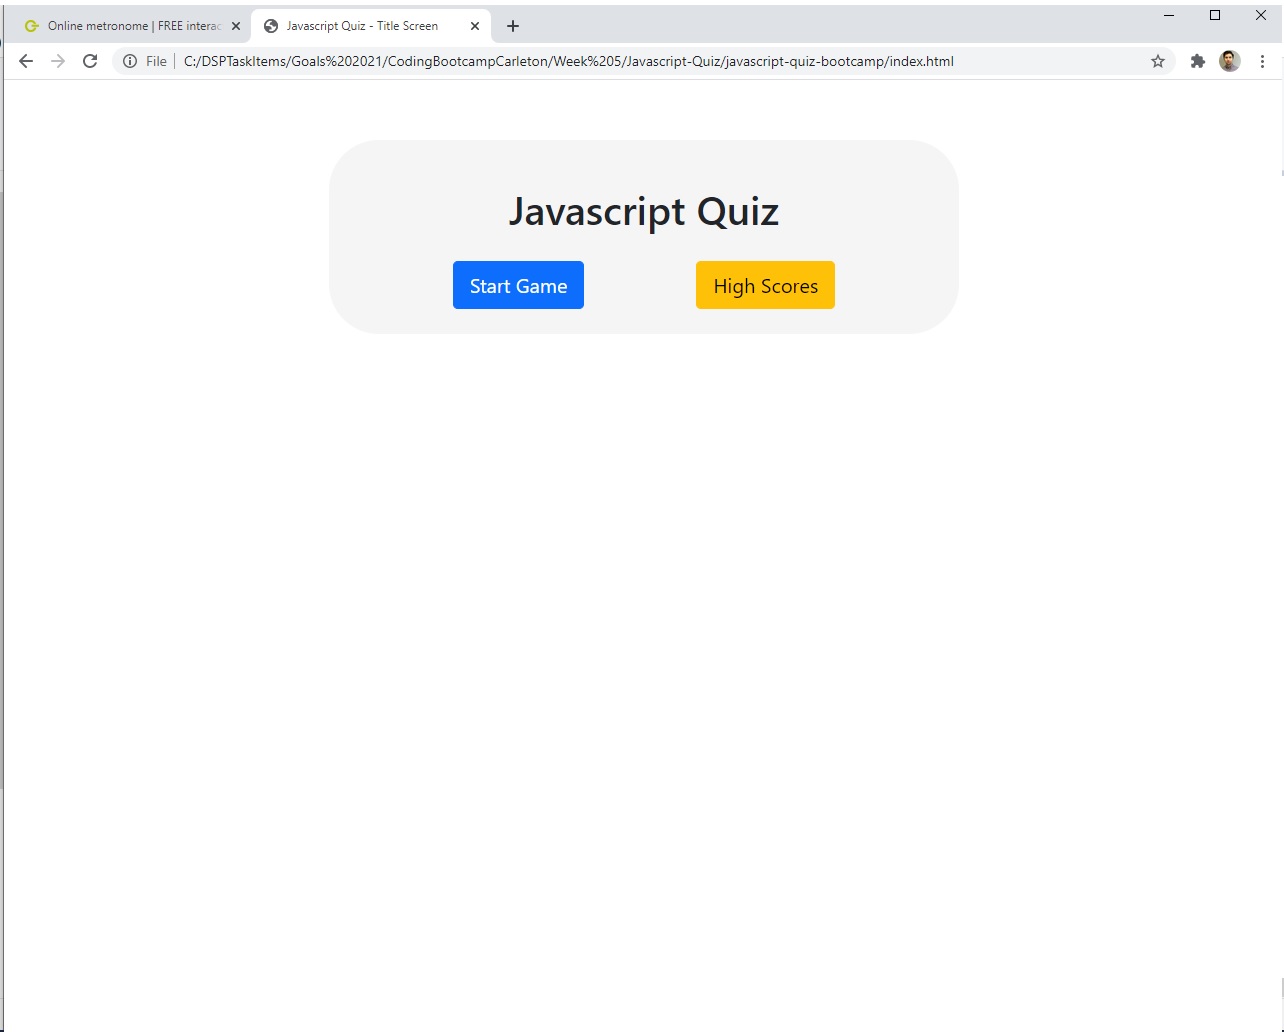 Online metronome | FREE interac
Javascript Quiz - Title Screen
File
C:/DSPTaskItems/Goals%202021/CodingBootcampCarleton/Week%205/Javascript-Quiz/javascript-quiz-bootcamp/index.html
Javascript Quiz
Start Game
High Scores